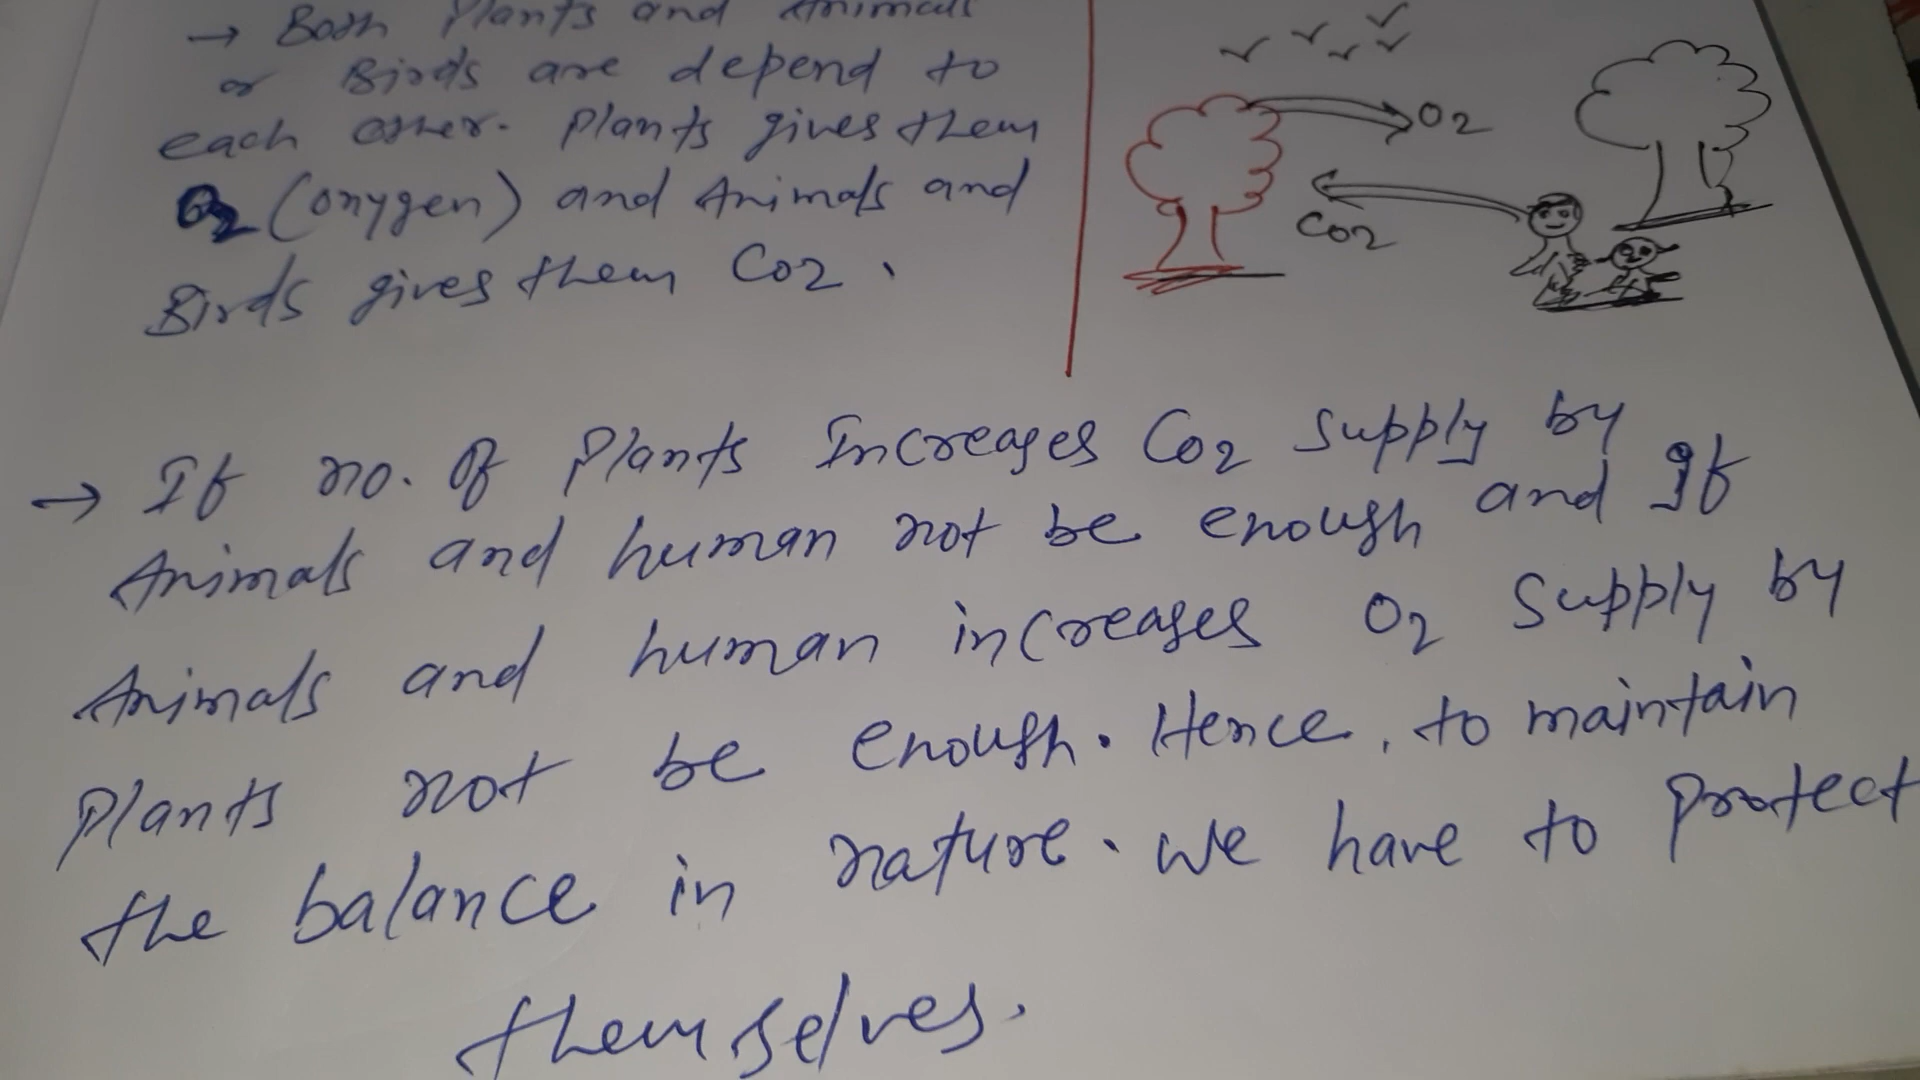 → Both Plants and Animals
or Birds are depend to
each other. Plants gives them
O2 (oxygen) and Animals and
Birds gives them CO2.
O2
CO2
→ If no. of Plants Increases CO2 Supply by
Animals and human not be enough and If
Animals and human increases O2 Supply by
Plants not be enough. Hence, to maintain
the balance in nature. We have to protect
themselves.